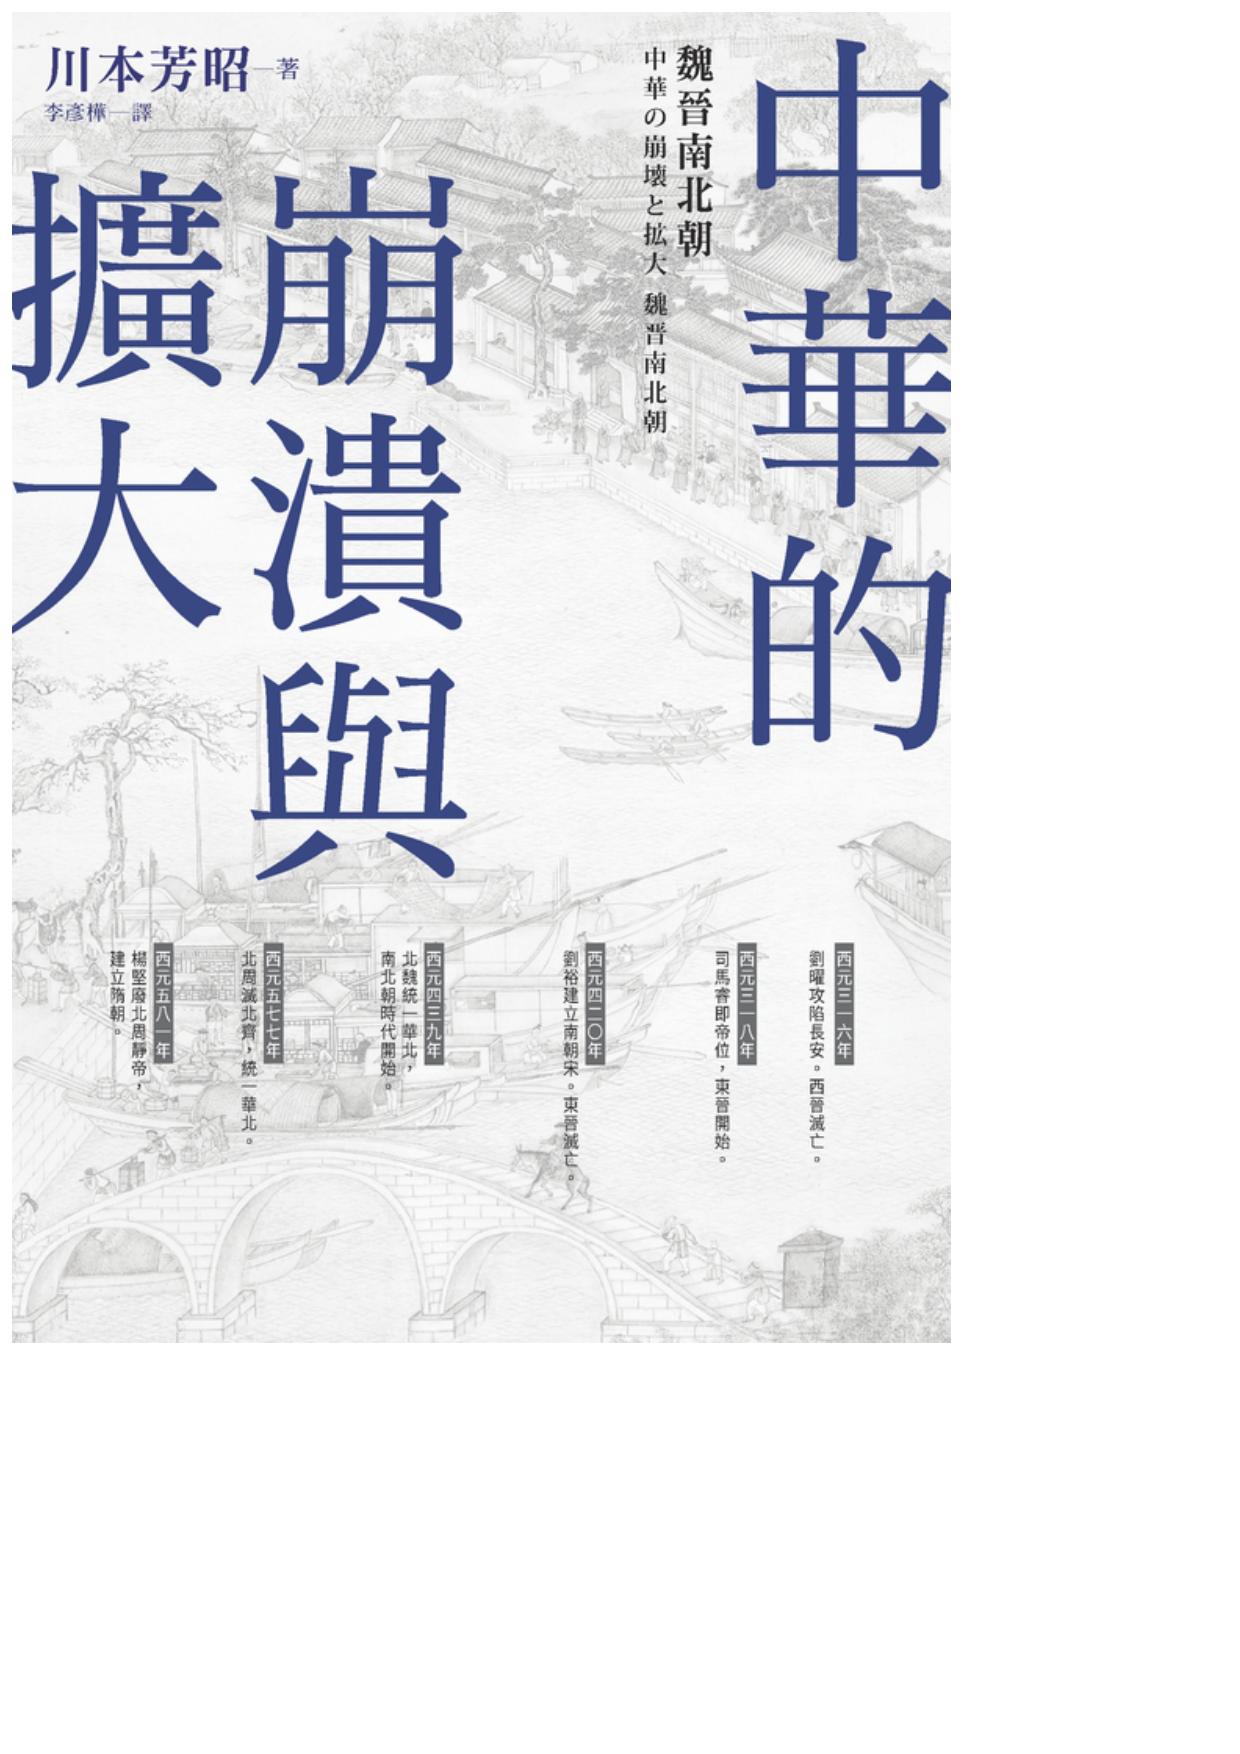 中華的
魏晉南北朝
中華の崩壊と拡大 魏晋南北朝
崩潰與
擴大
川本芳昭—著
李彥樺—譯
西元三一六年
劉曜攻陷長安。西晉滅亡。
西元三一八年
司馬睿即帝位，東晉開始。
西元四二〇年
劉裕建立南朝宋。東晉滅亡。
西元四三九年
北魏統一華北，
南北朝時代開始。
西元五七七年
北周滅北齊，統一華北。
西元五八一年
楊堅廢北周靜帝，
建立隋朝。